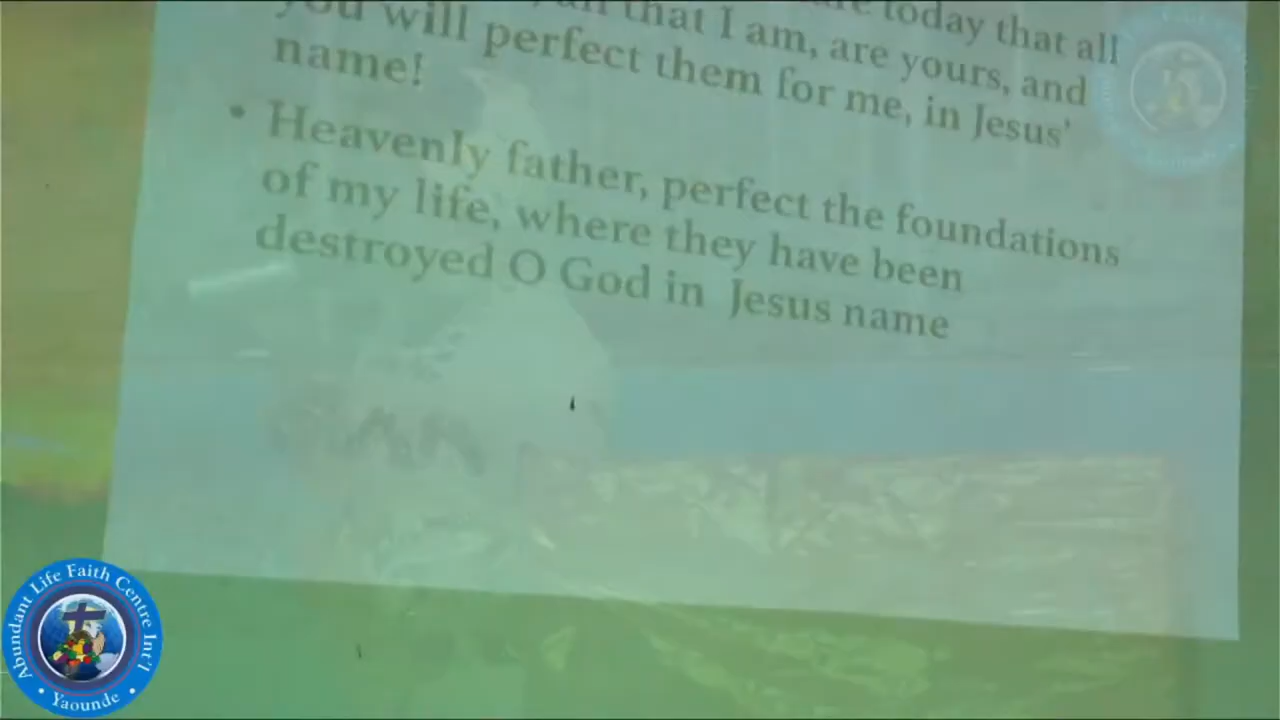 today that all
that I am, are yours, and
you will perfect them for me, in Jesus'
name!
• Heavenly father, perfect the foundations
of my life, where they have been
destroyed O God in Jesus name
Abundant Life Faith Centre Int'l
• Yaounde •